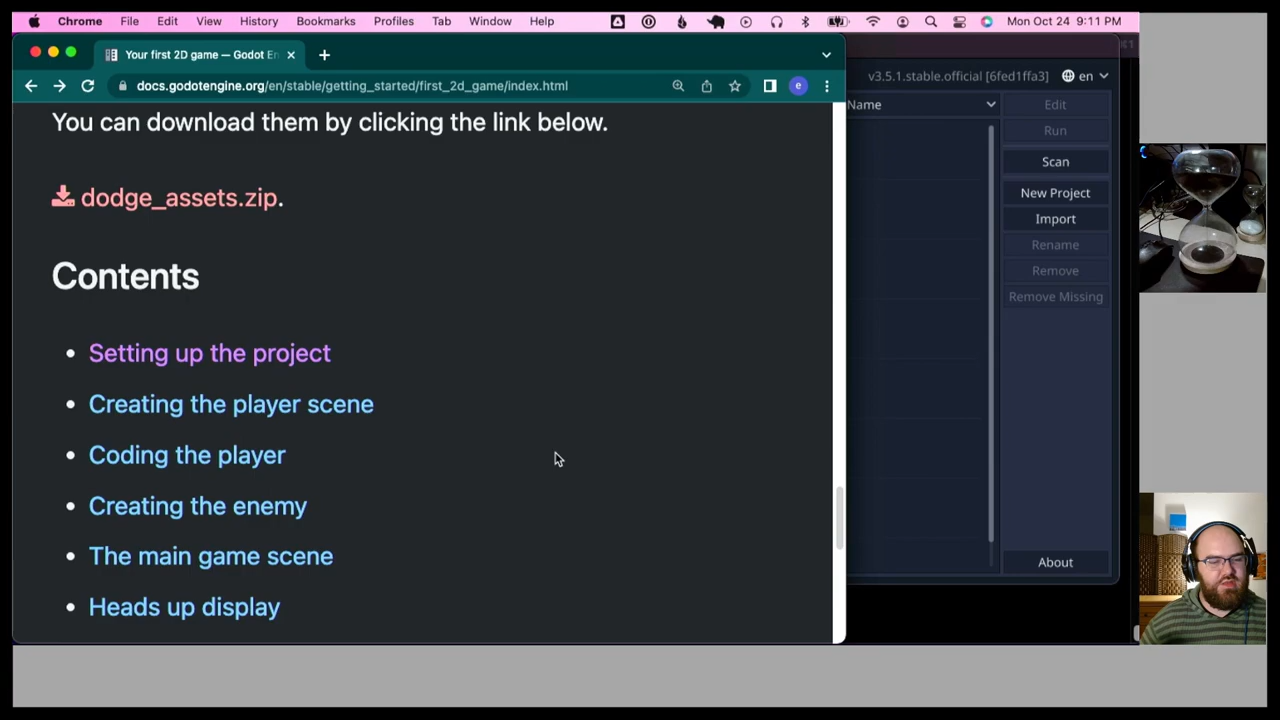 Chrome File Edit View History Bookmarks Profiles Tab Window Help Mon Oct 24 9:11 PM
Your first 2D game — Godot En
docs.godotengine.org/en/stable/getting_started/first_2d_game/index.html
e
You can download them by clicking the link below.
dodge_assets.zip.
Contents
Setting up the project
Creating the player scene
Coding the player
Creating the enemy
The main game scene
Heads up display
v3.5.1.stable.official [6fed1ffa3] en
Name
Edit
Run
Scan
New Project
Import
Rename
Remove
Remove Missing
About